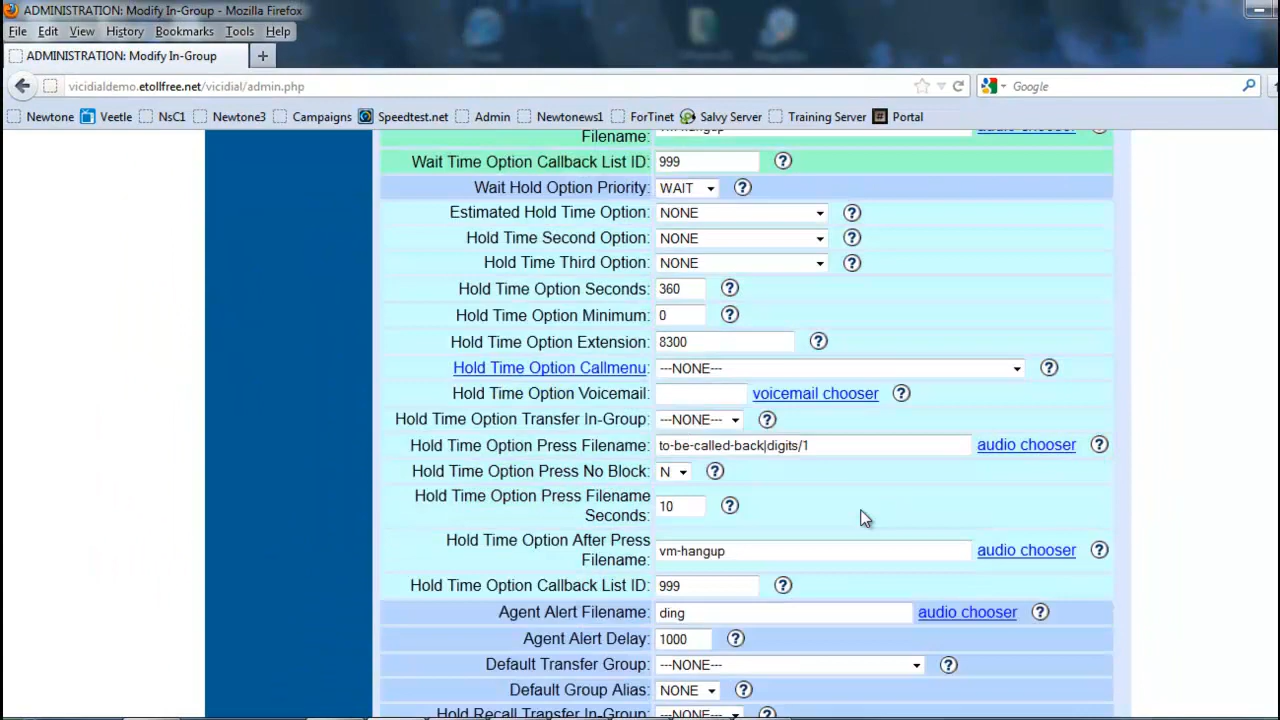 ADMINISTRATION: Modify In-Group - Mozilla Firefox
File Edit View History Bookmarks Tools Help
ADMINISTRATION: Modify In-Group +
vicidialdemo.etollfree.net/vicidial/admin.php Google
Newtone Veetle NsC1 Newtone3 Campaigns Speedtest.net Admin Newtonews1 ForTinet Salvy Server Training Server Portal
Filename: vm-hangup audio chooser
Wait Time Option Callback List ID: 999 ?
Wait Hold Option Priority: WAIT ?
Estimated Hold Time Option: NONE ?
Hold Time Second Option: NONE ?
Hold Time Third Option: NONE ?
Hold Time Option Seconds: 360 ?
Hold Time Option Minimum: 0 ?
Hold Time Option Extension: 8300 ?
Hold Time Option Callmenu: ---NONE--- ?
Hold Time Option Voicemail: voicemail chooser ?
Hold Time Option Transfer In-Group: ---NONE--- ?
Hold Time Option Press Filename: to-be-called-back|digits/1 audio chooser ?
Hold Time Option Press No Block: N ?
Hold Time Option Press Filename
Seconds: 10 ?
Hold Time Option After Press
Filename: vm-hangup audio chooser ?
Hold Time Option Callback List ID: 999 ?
Agent Alert Filename: ding audio chooser ?
Agent Alert Delay: 1000 ?
Default Transfer Group: ---NONE--- ?
Default Group Alias: NONE ?
Hold Recall Transfer In-Group: ---NONE--- ?